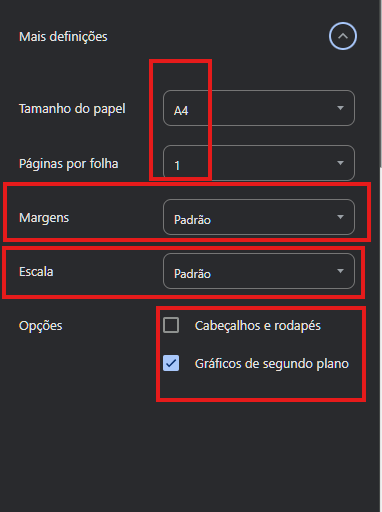 Mais definições
Tamanho do papel A4
Páginas por folha 1
Margens Padrão
Escala Padrão
Opções Cabeçalhos e rodapés
Gráficos de segundo plano